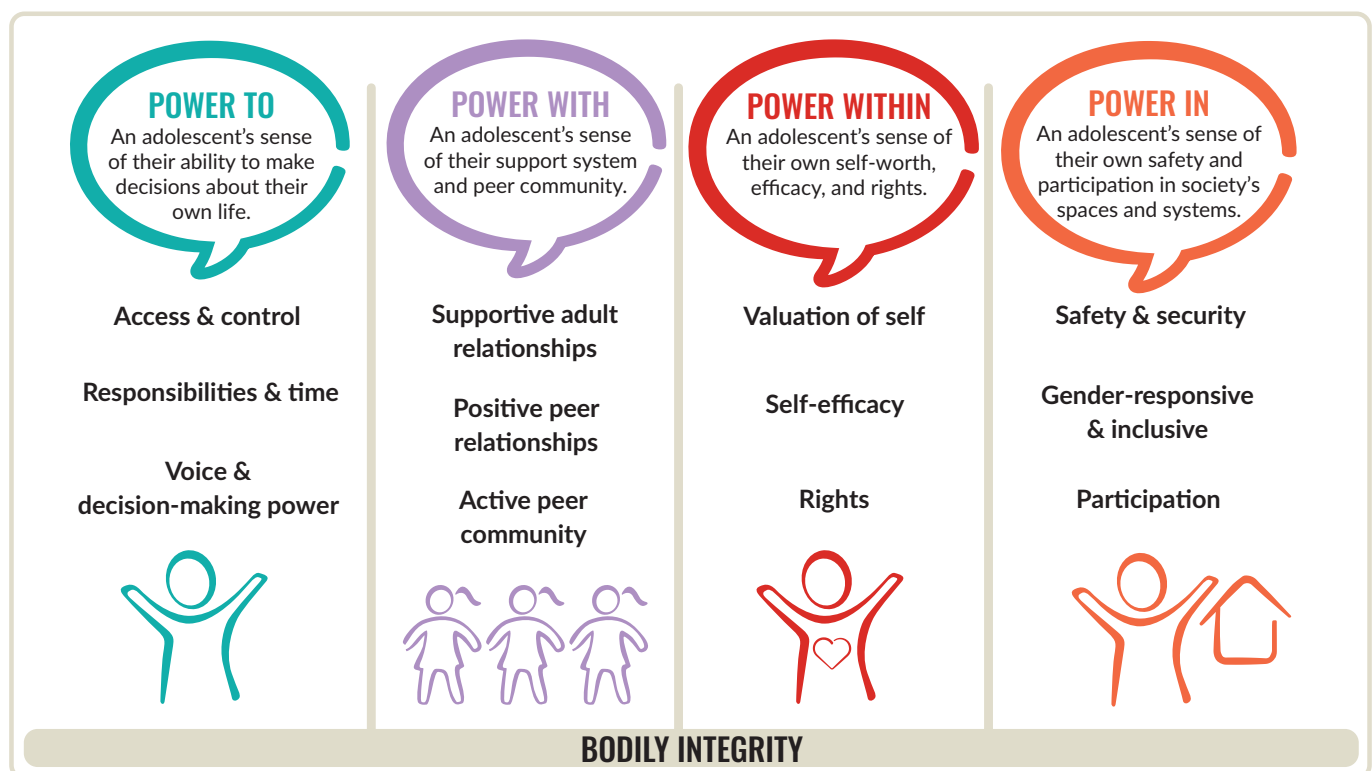 POWER TO
An adolescent's sense
of their ability to make
decisions about their
own life.
Access & control
Responsibilities & time
Voice &
decision-making power
POWER WITH
An adolescent's sense
of their support system
and peer community.
Supportive adult
relationships
Positive peer
relationships
Active peer
community
POWER WITHIN
An adolescent's sense of
their own self-worth,
efficacy, and rights.
Valuation of self
Self-efficacy
Rights
POWER IN
An adolescent's sense of
their own safety and
participation in society's
spaces and systems.
Safety & security
Gender-responsive
& inclusive
Participation
BODILY INTEGRITY